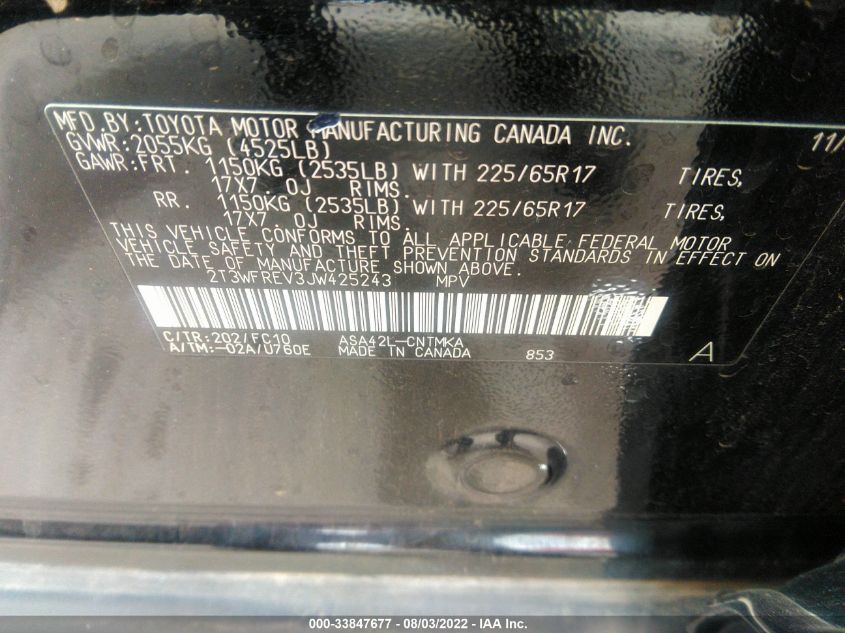 MFD.BY:TOYOTA MOTOR MANUFACTURING CANADA INC. 11/
GVWR:2055KG (4525LB)
GAWR:FRT. 1150KG (2535LB) WITH 225/65R17 TIRES,
17X7 0J RIMS.
RR. 1150KG (2535LB) WITH 225/65R17 TIRES,
17X7 0J RIMS.
THIS VEHICLE CONFORMS TO ALL APPLICABLE FEDERAL MOTOR
VEHICLE SAFETY AND THEFT PREVENTION STANDARDS IN EFFECT ON
THE DATE OF MANUFACTURE SHOWN ABOVE.
2T3WFREV3JW425243 MPV
C/TR:202/FC10 ASA42L-CNTMKA
A/TM:-02A/U760E MADE IN CANADA 853 A
000-33847677 - 08/03/2022 - IAA Inc.